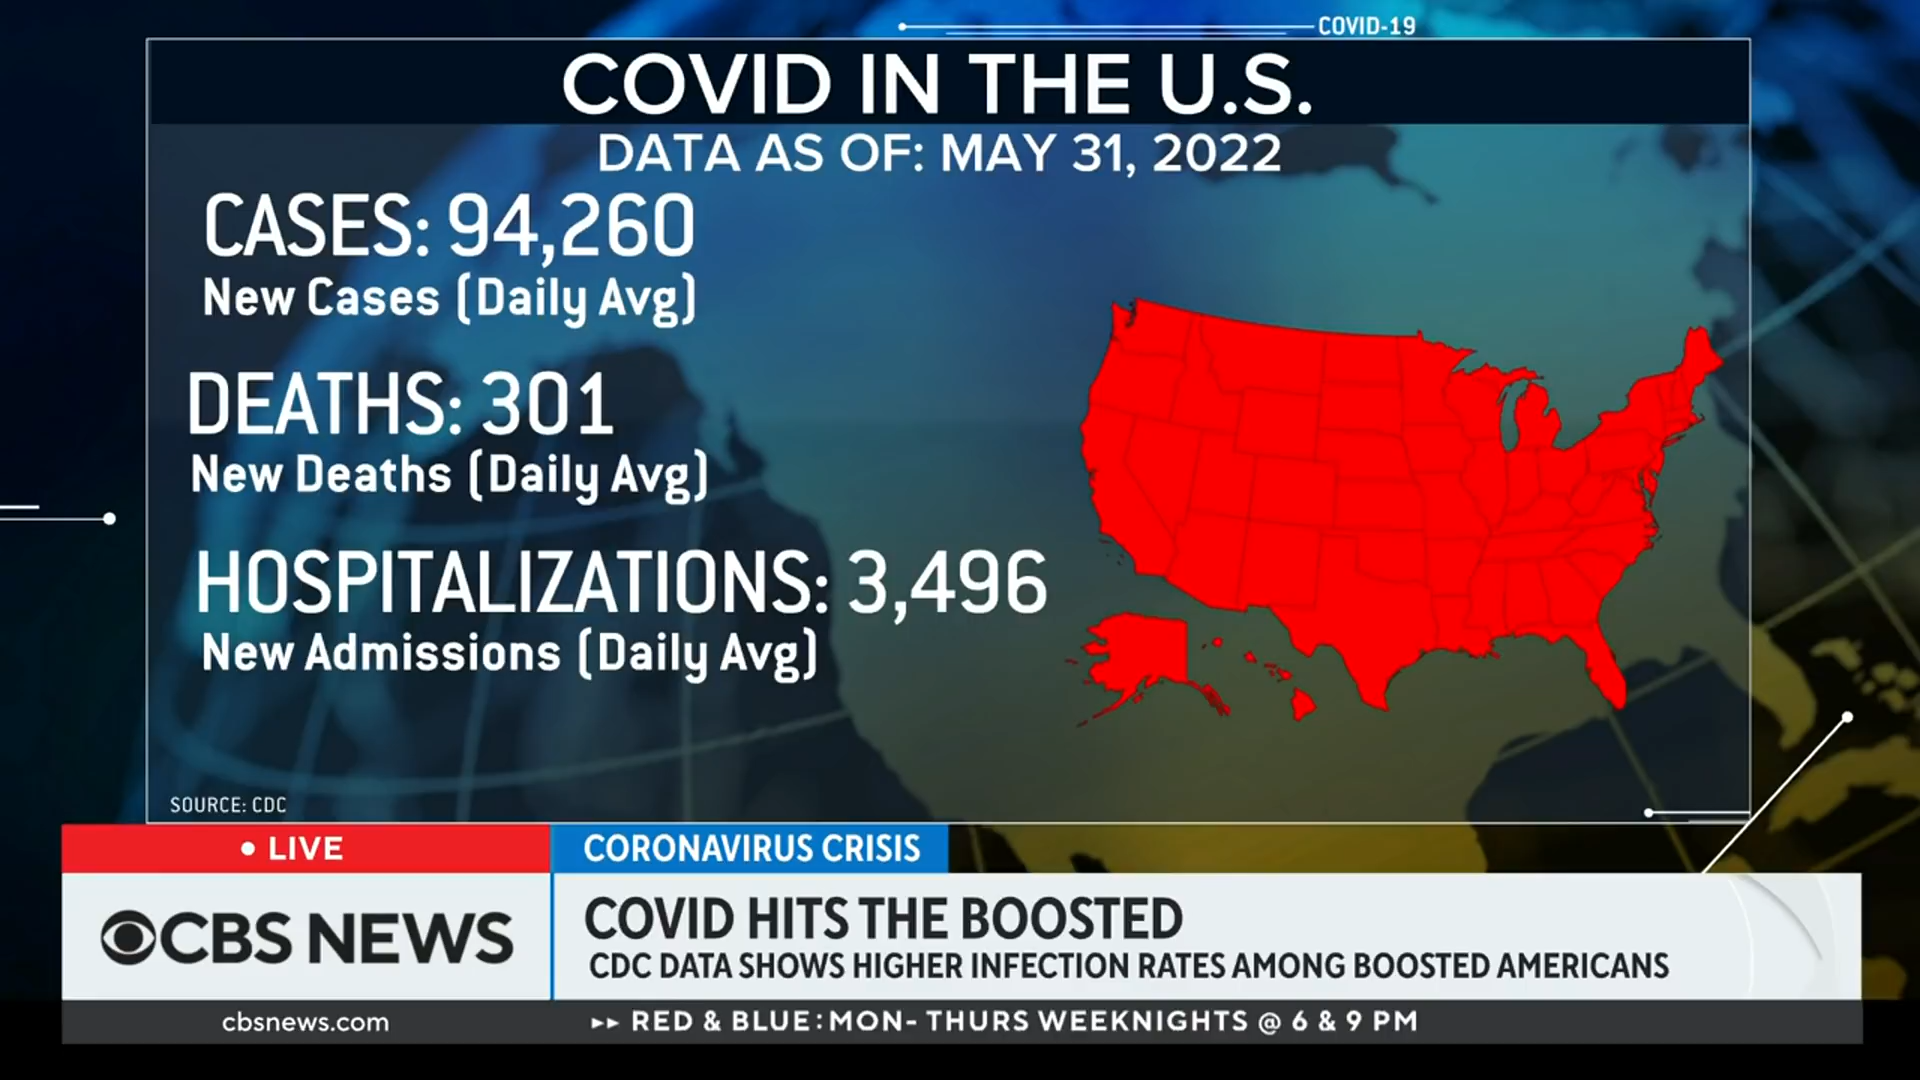 COVID-19
COVID IN THE U.S.
DATA AS OF: MAY 31, 2022
CASES: 94,260
New Cases (Daily Avg)
DEATHS: 301
New Deaths (Daily Avg)
HOSPITALIZATIONS: 3,496
New Admissions (Daily Avg)
SOURCE: CDC
LIVE
CORONAVIRUS CRISIS
CBS NEWS
COVID HITS THE BOOSTED
CDC DATA SHOWS HIGHER INFECTION RATES AMONG BOOSTED AMERICANS
cbsnews.com
RED & BLUE: MON- THURS WEEKNIGHTS @ 6 & 9 PM